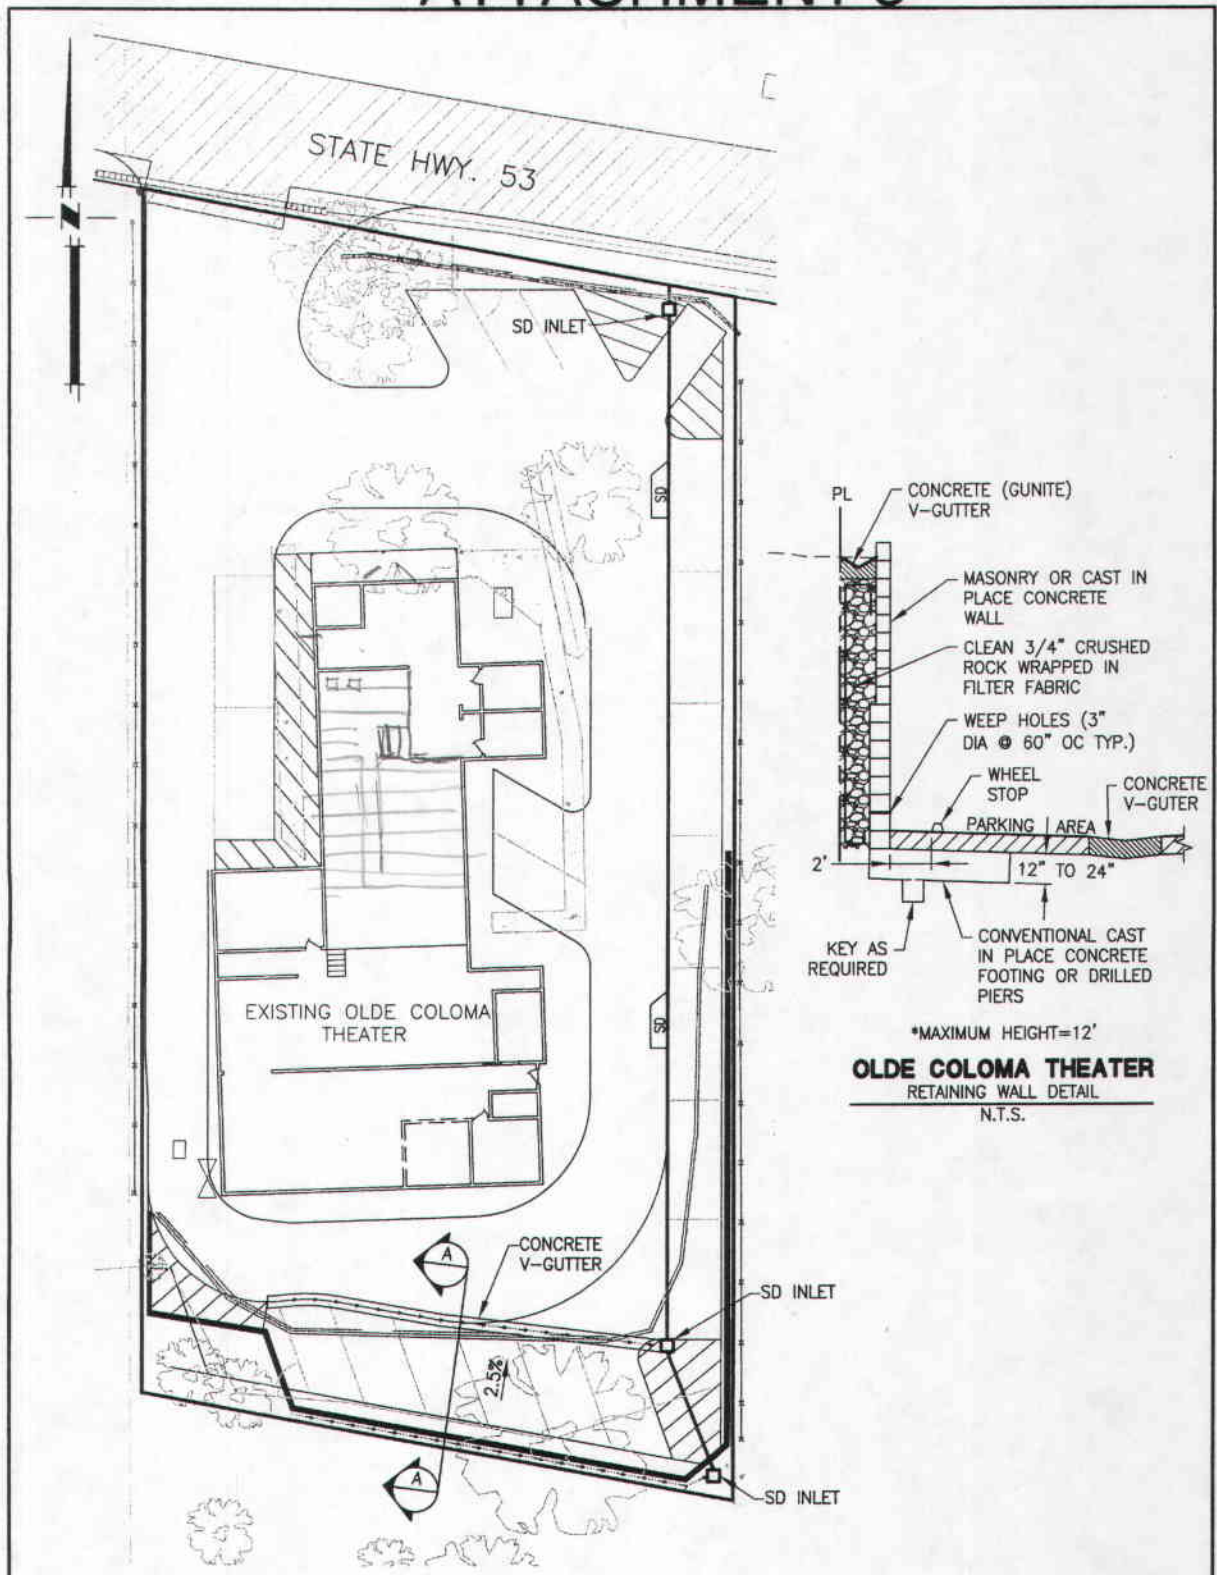 STATE HWY. 53
SD INLET
SD
PL
CONCRETE (GUNITE)
V-GUTTER
MASONRY OR CAST IN
PLACE CONCRETE
WALL
CLEAN 3/4" CRUSHED
ROCK WRAPPED IN
FILTER FABRIC
WEEP HOLES (3"
DIA @ 60" OC TYP.)
WHEEL
STOP
CONCRETE
V-GUTER
PARKING AREA
2'
12" TO 24"
KEY AS
REQUIRED
CONVENTIONAL CAST
IN PLACE CONCRETE
FOOTING OR DRILLED
PIERS
*MAXIMUM HEIGHT=12'
OLDE COLOMA THEATER
RETAINING WALL DETAIL
N.T.S.
EXISTING OLDE COLOMA
THEATER
SD
A
CONCRETE
V-GUTTER
SD INLET
2.5%
A
SD INLET